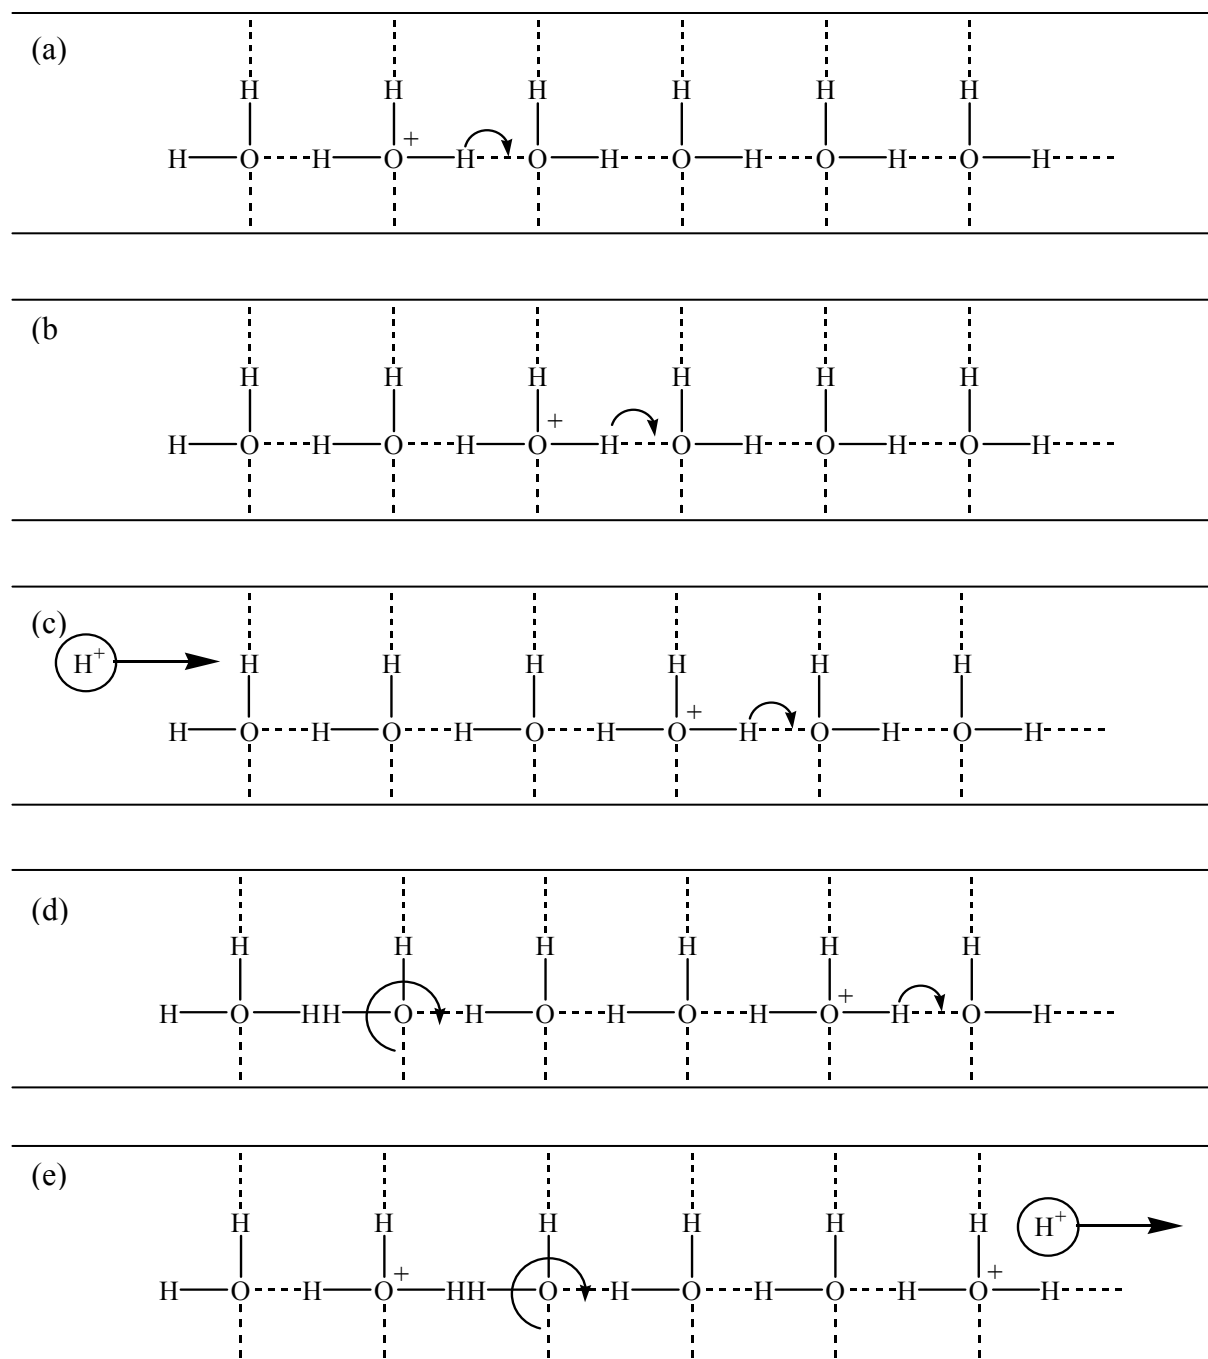 (a)
H H H H H H
H O H O+ H O H O H O H O H
(b
H H H H H H
H O H O H O+ H O H O H O H
(c)
H+ H H H H H H
H O H O H O H O+ H O H O H
(d)
H H H H H H
H O HH O H O H O H O+ H O H
(e)
H H H H H H H+
H O H O+ HH O H O H O H O+ H